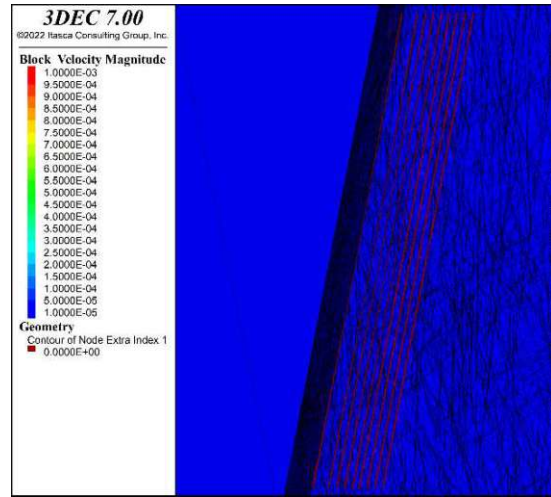 3DEC 7.00
©2022 Itasca Consulting Group, Inc.
Block Velocity Magnitude
1.0000E-03
9.5000E-04
9.0000E-04
8.5000E-04
8.0000E-04
7.5000E-04
7.0000E-04
6.5000E-04
6.0000E-04
5.5000E-04
5.0000E-04
4.5000E-04
4.0000E-04
3.5000E-04
3.0000E-04
2.5000E-04
2.0000E-04
1.5000E-04
1.0000E-04
5.0000E-05
1.0000E-05
Geometry
Contour of Node Extra Index 1
0.0000E+00